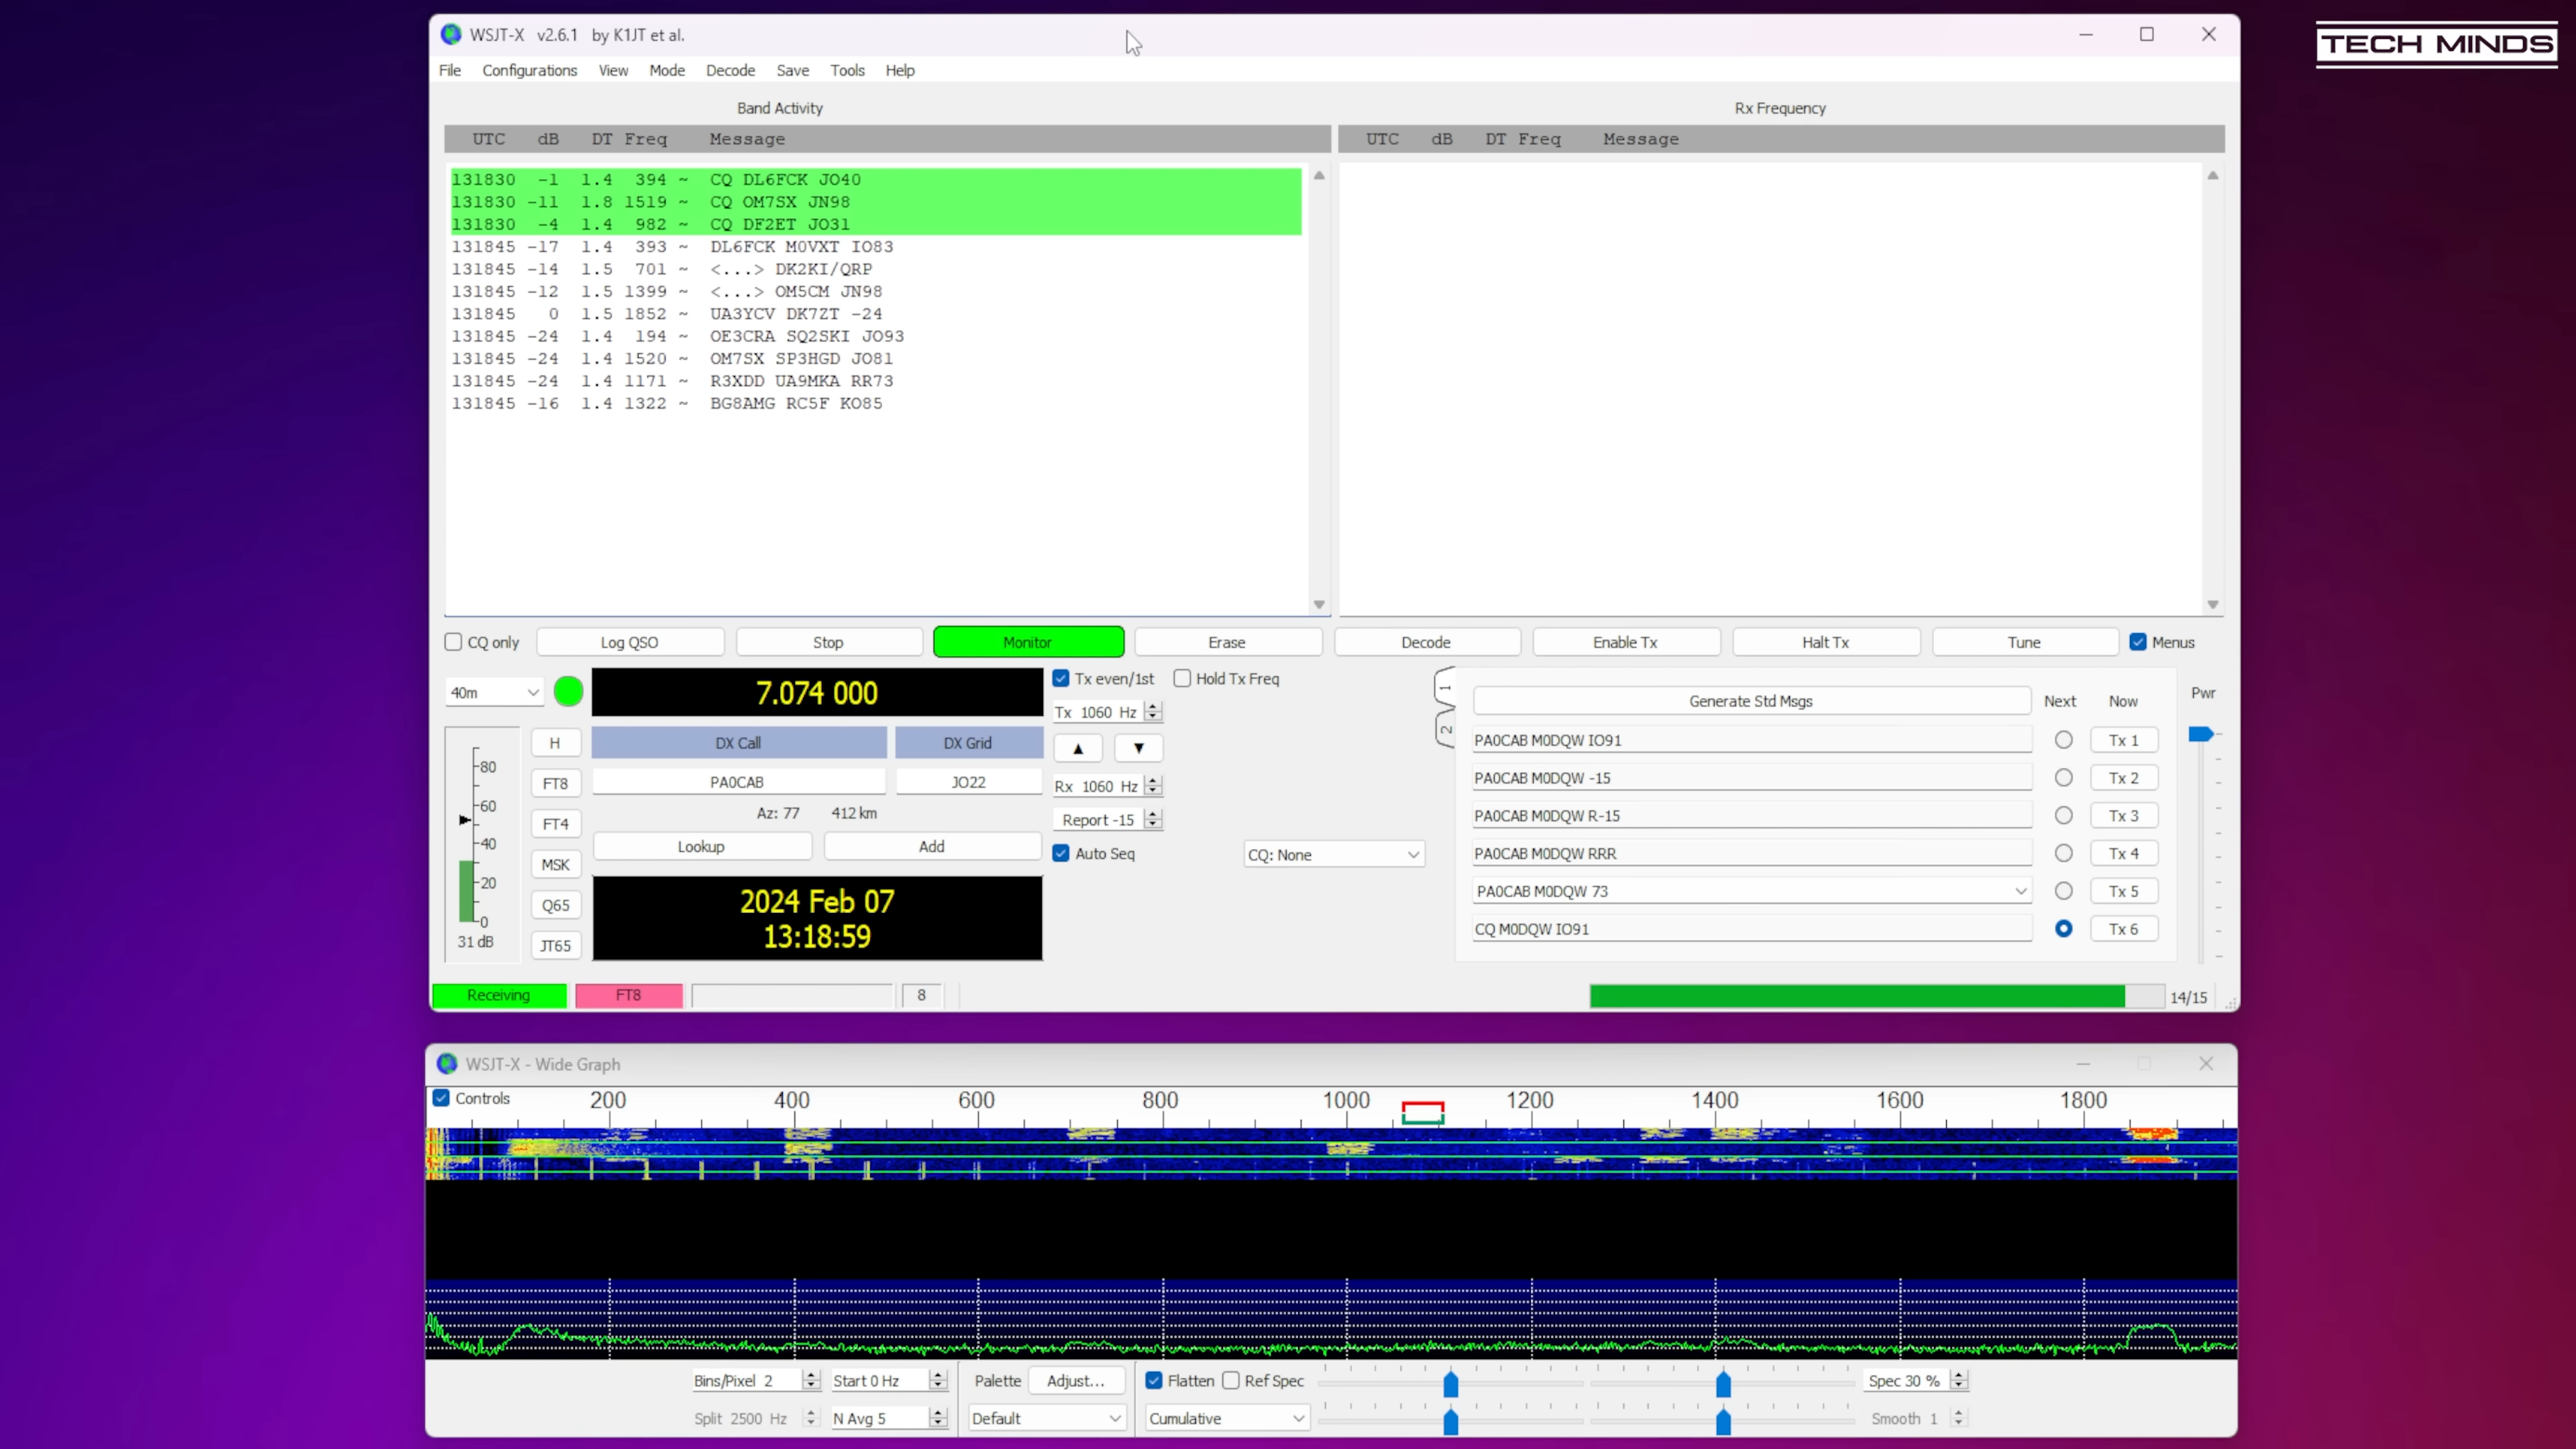 TECH MINDS
WSJT-X v2.6.1 by K1JT et al.
File Configurations View Mode Decode Save Tools Help
Band Activity
Rx Frequency
UTC dB DT Freq Message
UTC dB DT Freq Message
131830 -1 1.4 394 ~ CQ DL6FCK JO40
131830 -11 1.8 1519 ~ CQ OM7SX JN98
131830 -4 1.4 982 ~ CQ DF2ET JO31
131845 -17 1.4 393 ~ DL6FCK M0VXT IO83
131845 -14 1.5 701 ~ <...> DK2KI/QRP
131845 -12 1.5 1399 ~ <...> OM5CM JN98
131845 0 1.5 1852 ~ UA3YCV DK7ZT -24
131845 -24 1.4 194 ~ OE3CRA SQ2SKI JO93
131845 -24 1.4 1520 ~ OM7SX SP3HGD JO81
131845 -24 1.4 1171 ~ R3XDD UA9MKA RR73
131845 -16 1.4 1322 ~ BG8AMG RC5F KO85
CQ only Log QSO Stop Monitor Erase Decode Enable Tx Halt Tx Tune Menus
40m
7.074 000
Tx even/1st Hold Tx Freq
Tx 1060 Hz
H
DX Call DX Grid
▲ ▼
FT8
PA0CAB JO22
Rx 1060 Hz
Az: 77 412 km
FT4
Report -15
Lookup Add
MSK
Auto Seq CQ: None
Q65
2024 Feb 07
13:18:59
JT65
80
60
40
20
0
31 dB
1
2
Generate Std Msgs Next Now Pwr
PA0CAB M0DQW IO91 Tx 1
PA0CAB M0DQW -15 Tx 2
PA0CAB M0DQW R-15 Tx 3
PA0CAB M0DQW RRR Tx 4
PA0CAB M0DQW 73 Tx 5
CQ M0DQW IO91 Tx 6
Receiving FT8 8 14/15
WSJT-X - Wide Graph
Controls 200 400 600 800 1000 1200 1400 1600 1800
Bins/Pixel 2 Start 0 Hz Palette Adjust... Flatten Ref Spec Spec 30 %
Split 2500 Hz N Avg 5 Default Cumulative Smooth 1